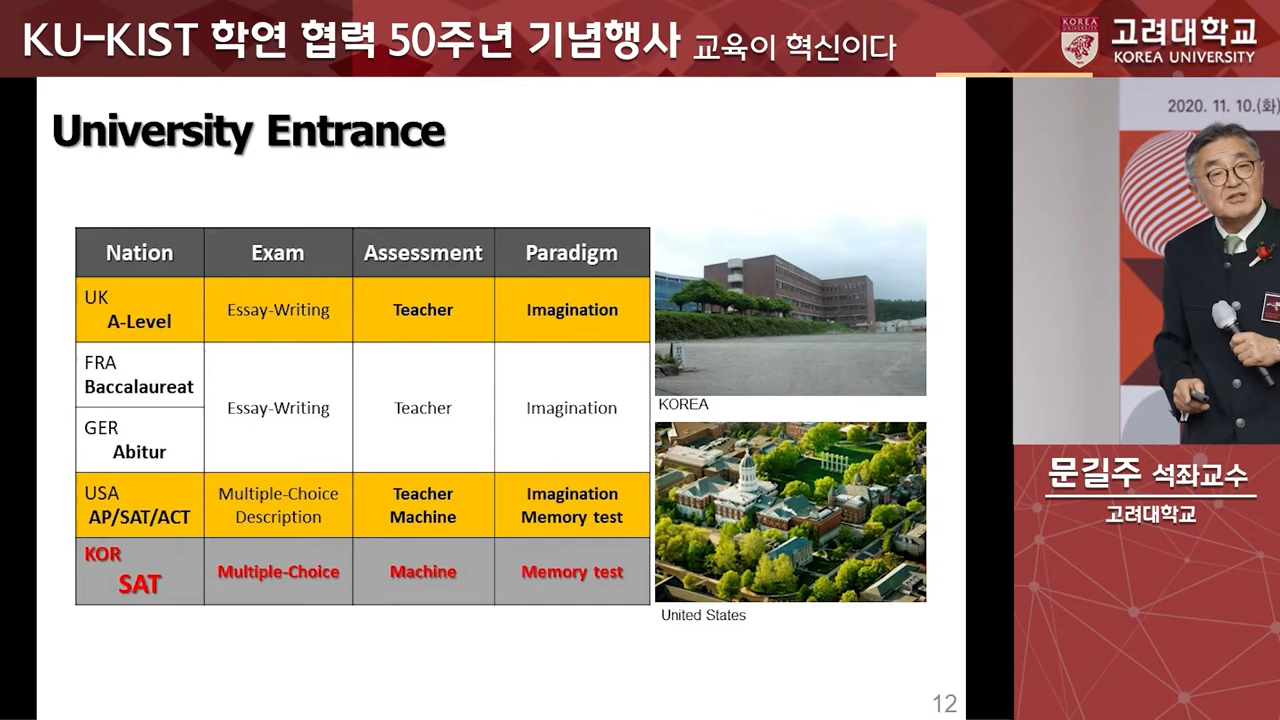 KU-KIST 학연 협력 50주년 기념행사 교육이 혁신이다
KOREA
고려대학교
KOREA UNIVERSITY
2020. 11. 10.(화)
University Entrance
Nation Exam Assessment Paradigm
UK
A-Level
Essay-Writing Teacher Imagination
FRA
Baccalaureat
GER
Abitur
Essay-Writing Teacher Imagination
USA
AP/SAT/ACT
Multiple-Choice
Description
Teacher
Machine
Imagination
Memory test
KOR
SAT
Multiple-Choice Machine Memory test
KOREA
United States
12
문길주 석좌교수
고려대학교